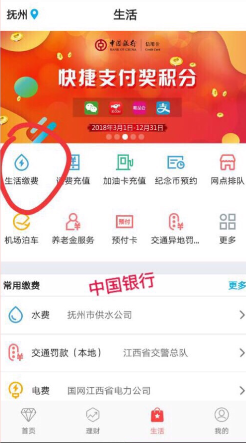 抚州
生活
中国银行 信用卡
快捷支付奖积分
2018年3月1日-12月31日
生活缴费 话费充值 加油卡充值 纪念币预约 网点排队
预付
机场泊车 养老金服务 预付卡 交通异地罚... 更多
中国银行
常用缴费 更多
水费 抚州市供水公司
交通罚款（本地） 江西省交警总队
电费 国网江西省电力公司
首页 理财 生活 我的